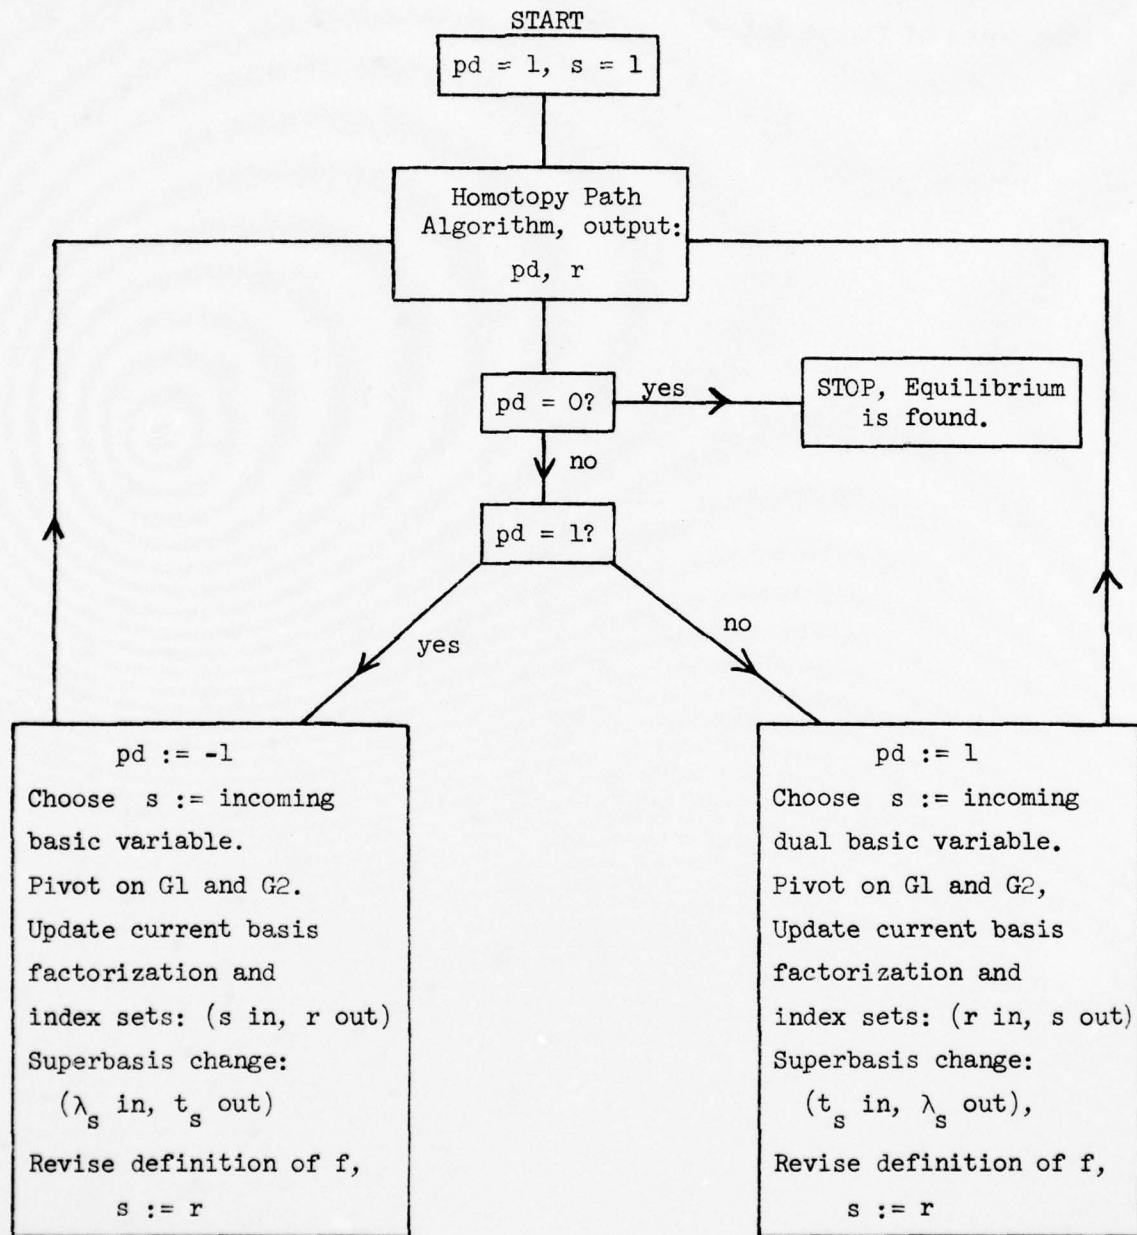 START
pd = 1, s = 1
Homotopy Path
Algorithm, output:
pd, r
pd = 0?
yes
STOP, Equilibrium
is found.
no
pd = 1?
yes
no
pd := -1
Choose s := incoming
basic variable.
Pivot on G1 and G2.
Update current basis
factorization and
index sets: (s in, r out)
Superbasis change:
(λ_s in, t_s out)
Revise definition of f,
s := r
pd := 1
Choose s := incoming
dual basic variable.
Pivot on G1 and G2,
Update current basis
factorization and
index sets: (r in, s out)
Superbasis change:
(t_s in, λ_s out),
Revise definition of f,
s := r